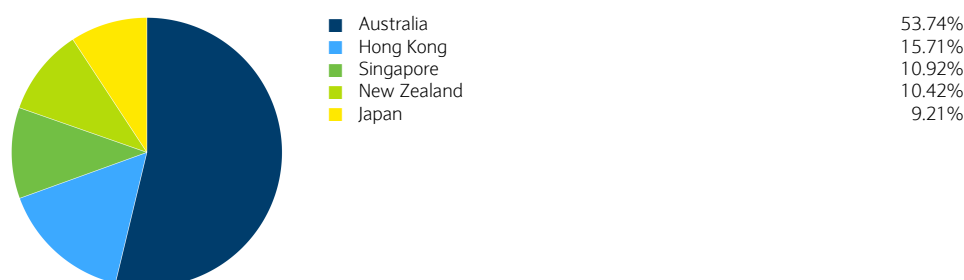 Australia 53.74%
Hong Kong 15.71%
Singapore 10.92%
New Zealand 10.42%
Japan 9.21%